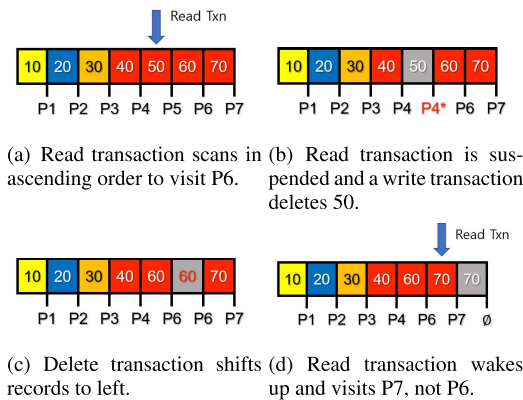 Read Txn
10 20 30 40 50 60 70
P1 P2 P3 P4 P5 P6 P7
(a) Read transaction scans in
ascending order to visit P6.
10 20 30 40 50 60 70
P1 P2 P3 P4 P4* P6 P7
(b) Read transaction is sus-
pended and a write transaction
deletes 50.
10 20 30 40 60 60 70
P1 P2 P3 P4 P6 P6 P7
(c) Delete transaction shifts
records to left.
Read Txn
10 20 30 40 60 70 70
P1 P2 P3 P4 P6 P7 Ø
(d) Read transaction wakes
up and visits P7, not P6.